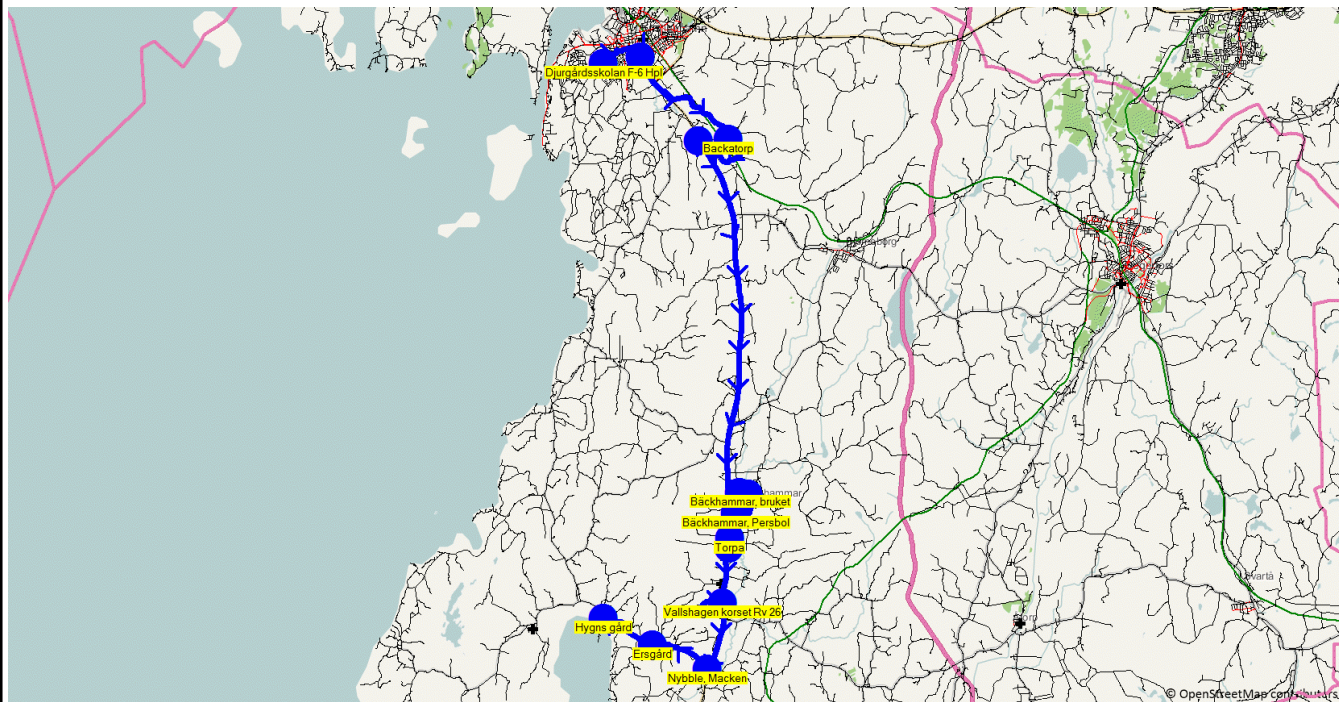 Djurgårdsskolan F-6 Hpl
Backatorp
Bäckhammar, bruket
Bäckhammar, Persbol
Torpa
Vallshagen korset Rv 26
Hygns gård
Ersgård
Nybble, Macken
Svartå
© OpenStreetMap contributors